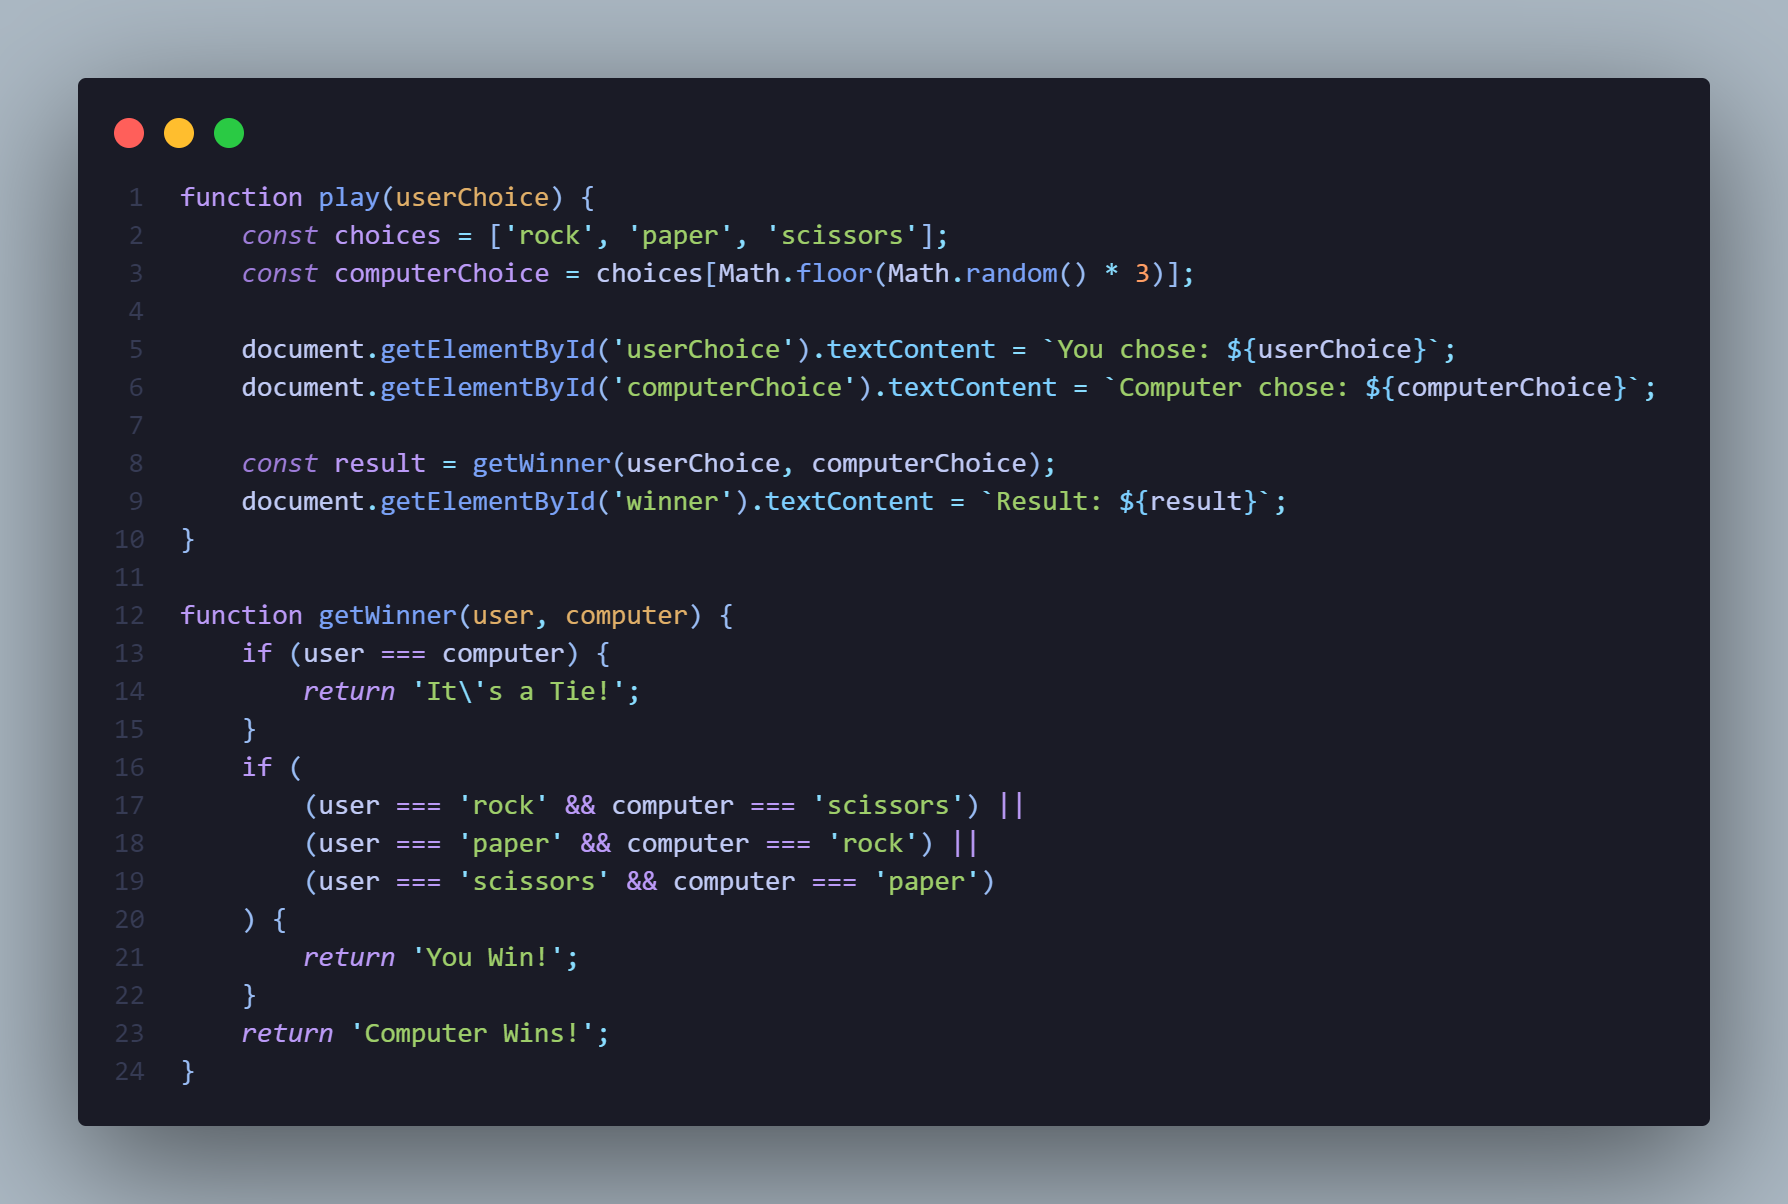 1 function play(userChoice) {
2     const choices = ['rock', 'paper', 'scissors'];
3     const computerChoice = choices[Math.floor(Math.random() * 3)];
4
5     document.getElementById('userChoice').textContent = `You chose: ${userChoice}`;
6     document.getElementById('computerChoice').textContent = `Computer chose: ${computerChoice}`;
7
8     const result = getWinner(userChoice, computerChoice);
9     document.getElementById('winner').textContent = `Result: ${result}`;
10 }
11
12 function getWinner(user, computer) {
13     if (user === computer) {
14         return 'It\'s a Tie!';
15     }
16     if (
17         (user === 'rock' && computer === 'scissors') ||
18         (user === 'paper' && computer === 'rock') ||
19         (user === 'scissors' && computer === 'paper')
20     ) {
21         return 'You Win!';
22     }
23     return 'Computer Wins!';
24 }